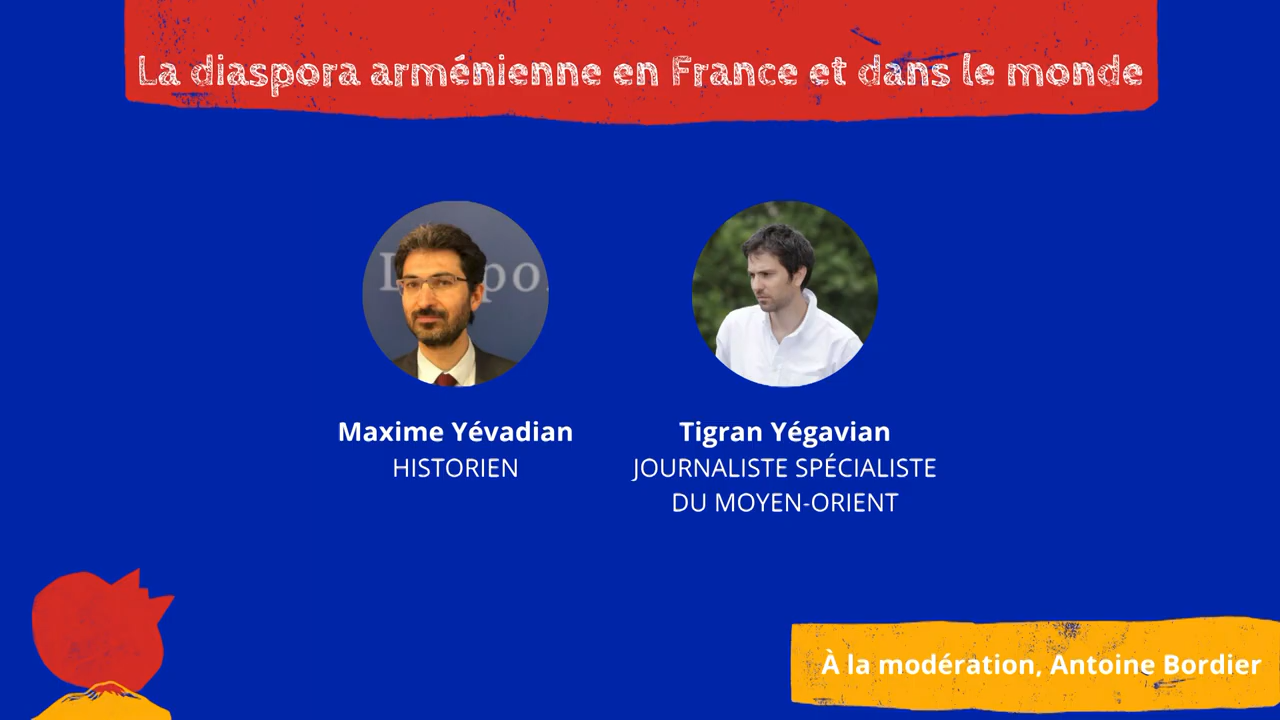 La diaspora arménienne en France et dans le monde
Maxime Yévadian
HISTORIEN
Tigran Yégavian
JOURNALISTE SPÉCIALISTE
DU MOYEN-ORIENT
À la modération, Antoine Bordier